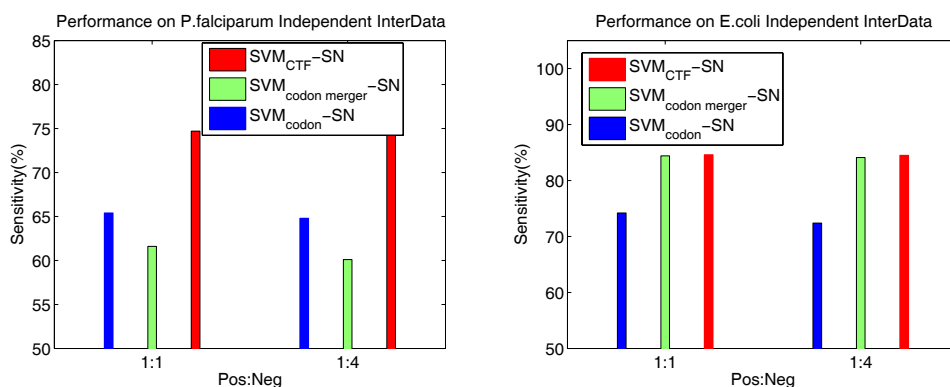 Performance on P.falciparum Independent InterData
85
80
75
70
65
60
55
50
Sensitivity(%)
SVMCTF−SN
SVMcodon merger−SN
SVMcodon−SN
1:1
1:4
Pos:Neg
Performance on E.coli Independent InterData
100
90
80
70
60
50
Sensitivity(%)
SVMCTF−SN
SVMcodon merger−SN
SVMcodon−SN
1:1
1:4
Pos:Neg